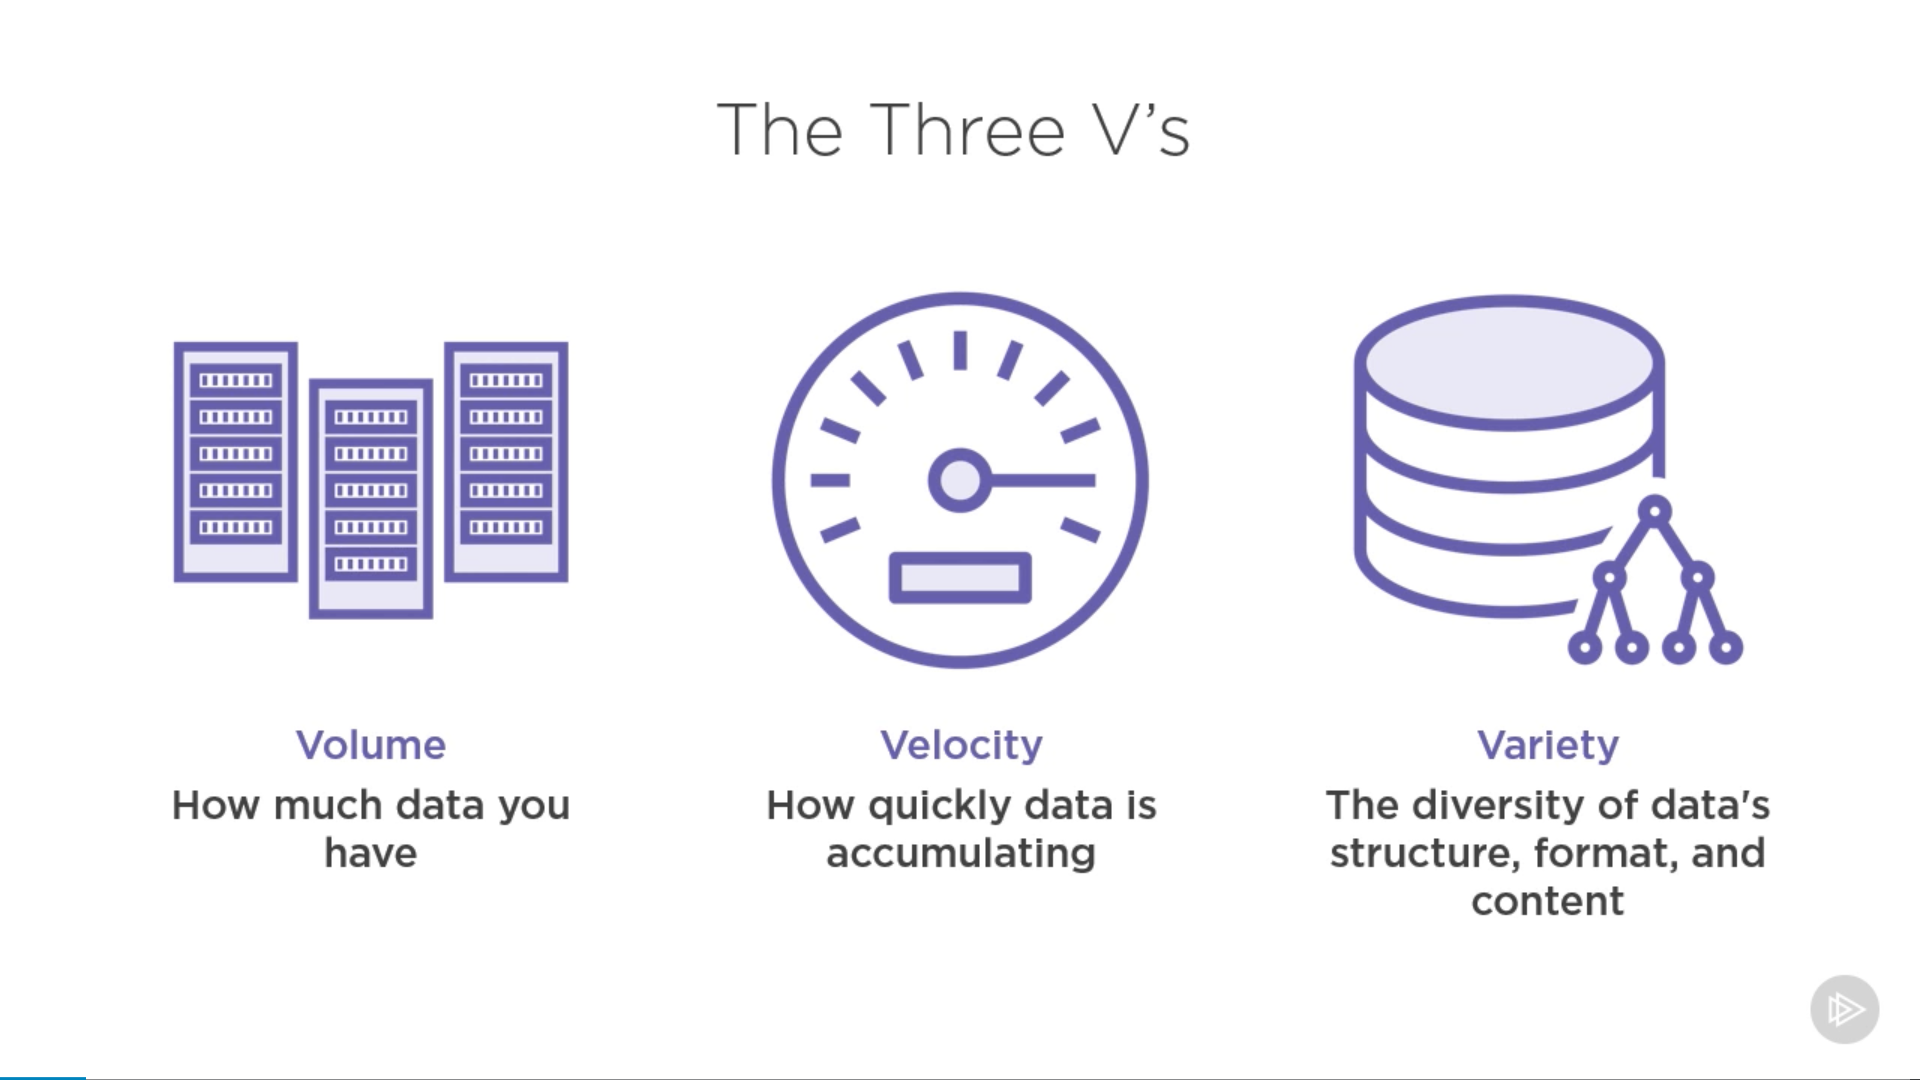 The Three V’s
Volume
How much data you
have
Velocity
How quickly data is
accumulating
Variety
The diversity of data's
structure, format, and
content